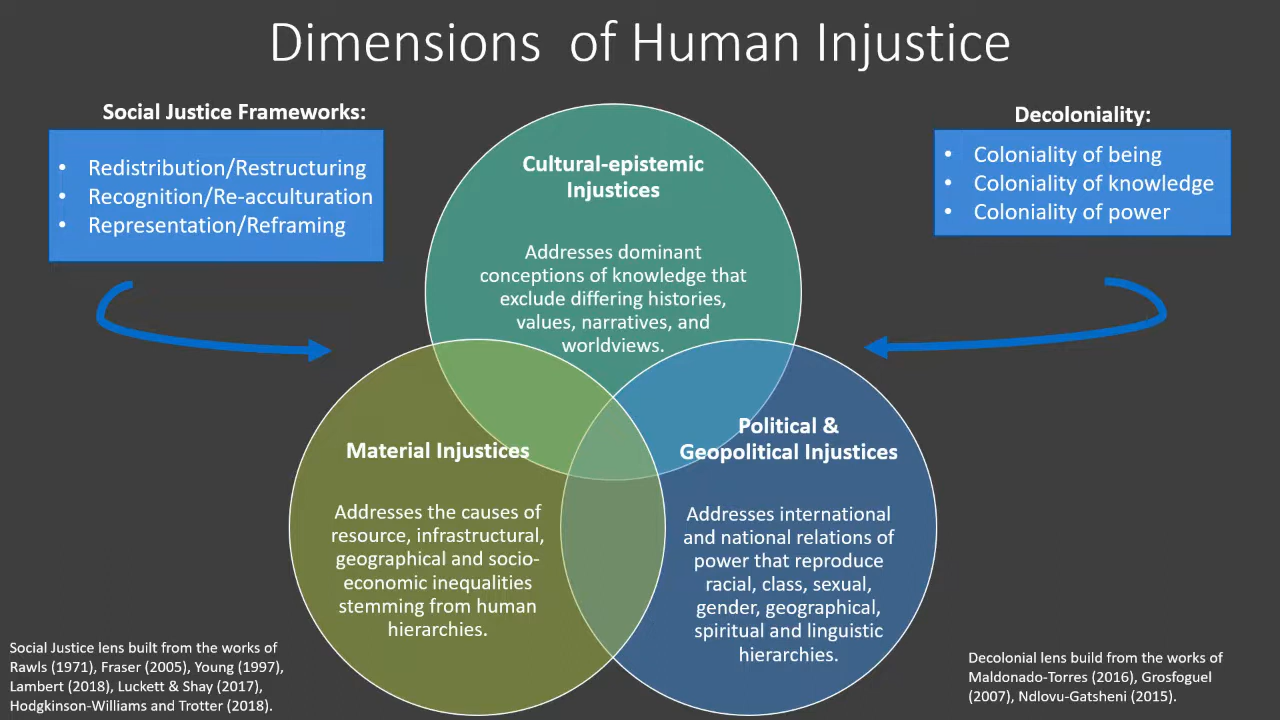 Dimensions of Human Injustice
Social Justice Frameworks:
• Redistribution/Restructuring
• Recognition/Re-acculturation
• Representation/Reframing
Decoloniality:
• Coloniality of being
• Coloniality of knowledge
• Coloniality of power
Cultural-epistemic
Injustices
Addresses dominant
conceptions of knowledge that
exclude differing histories,
values, narratives, and
worldviews.
Material Injustices
Addresses the causes of
resource, infrastructural,
geographical and socio-
economic inequalities
stemming from human
hierarchies.
Political &
Geopolitical Injustices
Addresses international
and national relations of
power that reproduce
racial, class, sexual,
gender, geographical,
spiritual and linguistic
hierarchies.
Social Justice lens built from the works of
Rawls (1971), Fraser (2005), Young (1997),
Lambert (2018), Luckett & Shay (2017),
Hodgkinson-Williams and Trotter (2018).
Decolonial lens build from the works of
Maldonado-Torres (2016), Grosfoguel
(2007), Ndlovu-Gatsheni (2015).